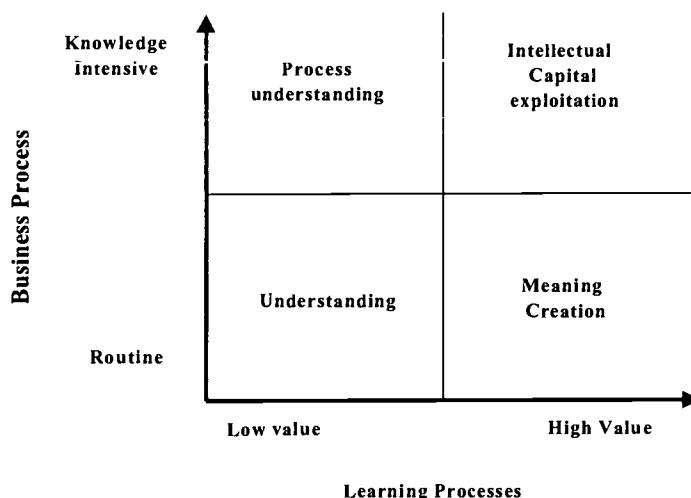 Knowledge
Intensive
Process
understanding
Intellectual
Capital
exploitation
Business Process
Understanding
Meaning
Creation
Routine
Low value
High Value
Learning Processes